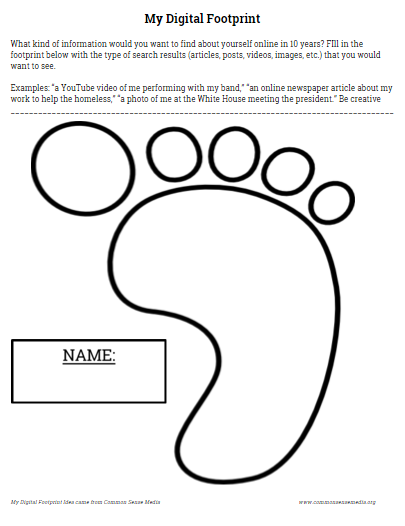 My Digital Footprint
What kind of information would you want to find about yourself online in 10 years? FIll in the
footprint below with the type of search results (articles, posts, videos, images, etc.) that you would
want to see.
Examples: "a YouTube video of me performing with my band," "an online newspaper article about my
work to help the homeless," "a photo of me at the White House meeting the president." Be creative
NAME:
My Digital Footprint Idea came from Common Sense Media
www.commonsensemedia.org